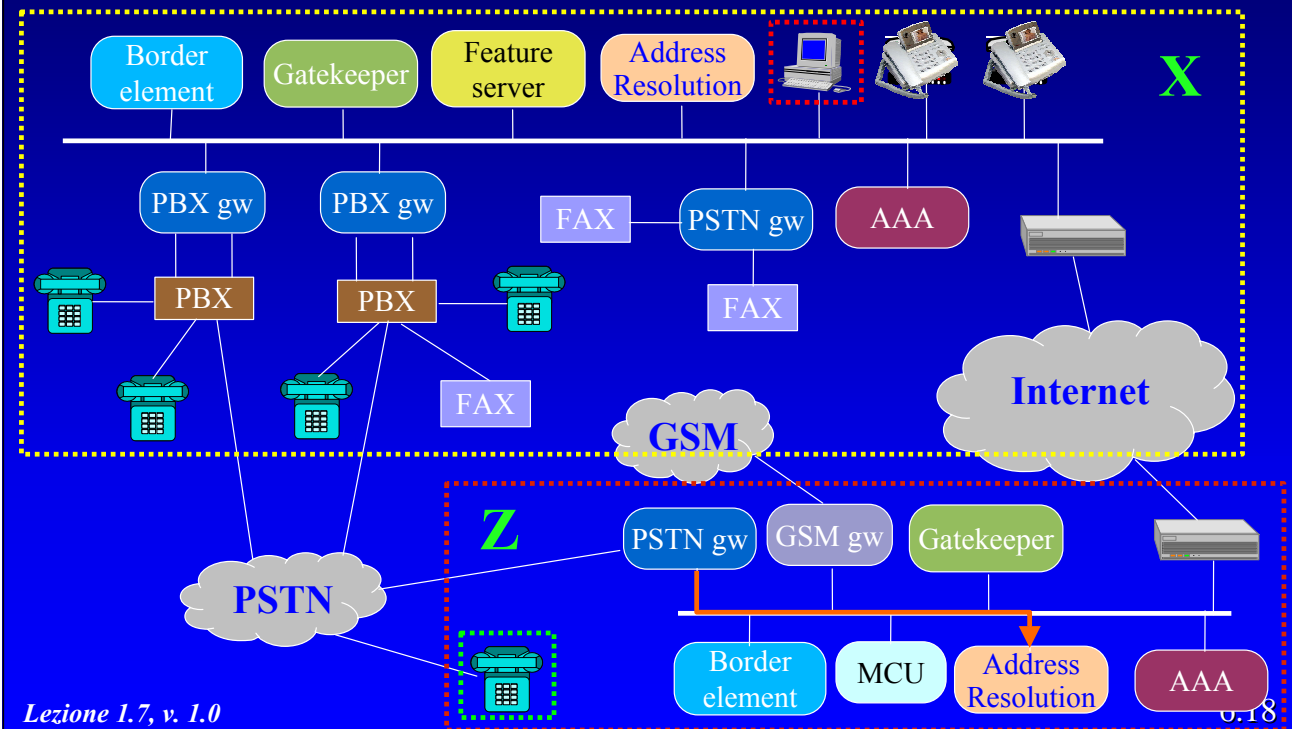 Border
element
Gatekeeper
Feature
server
Address
Resolution
X
PBX gw
PBX gw
FAX
PSTN gw
AAA
PBX
PBX
FAX
FAX
Internet
GSM
Z
PSTN gw
GSM gw
Gatekeeper
PSTN
Border
element
MCU
Address
Resolution
AAA
Lezione 1.7, v. 1.0
6.18